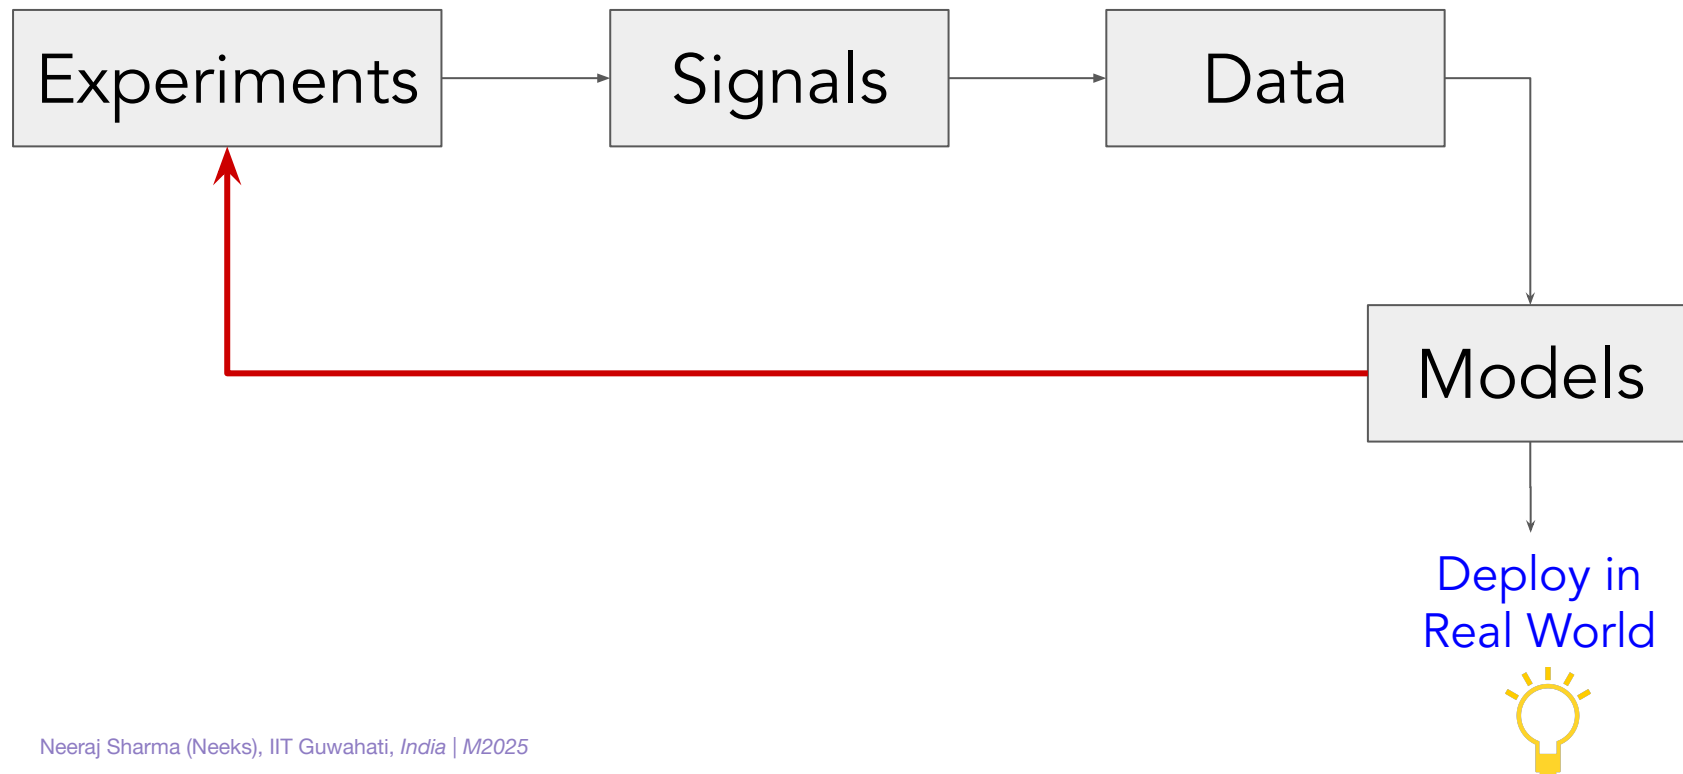 Experiments
Signals
Data
Models
Deploy in
Real World
Neeraj Sharma (Neeks), IIT Guwahati, India | M2025